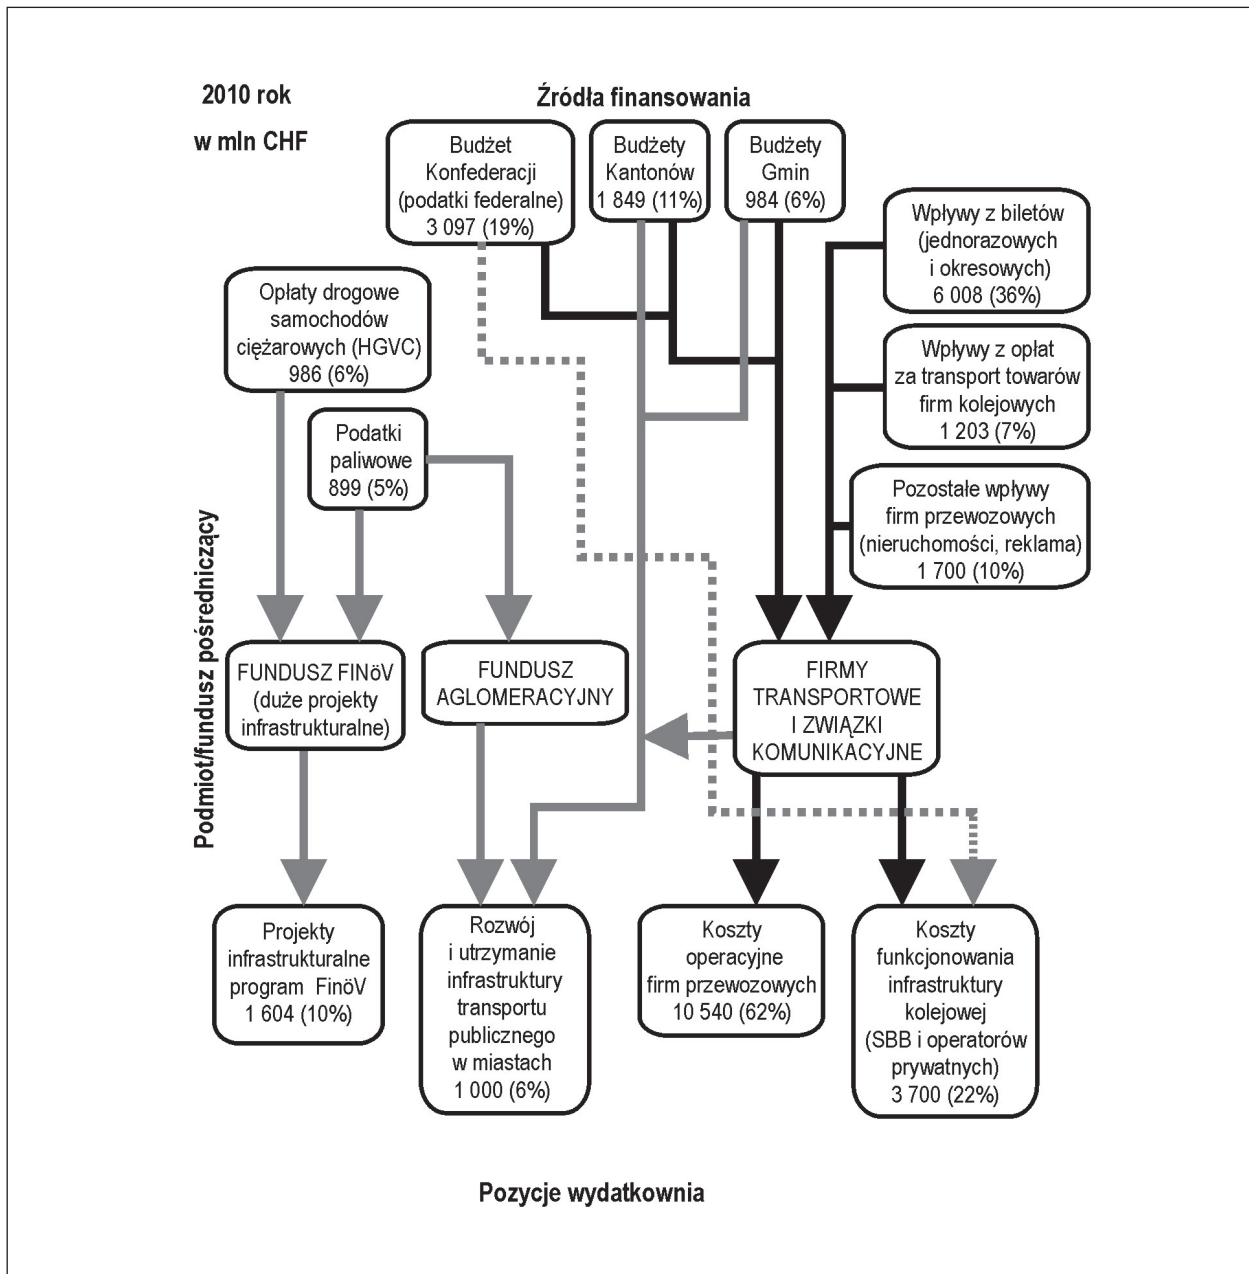 2010 rok
w mln CHF
Źródła finansowania
Budżet
Konfederacji
(podatki federalne)
3 097 (19%)
Budżety
Kantonów
1 849 (11%)
Budżety
Gmin
984 (6%)
Wpływy z biletów
(jednorazowych
i okresowych)
6 008 (36%)
Opłaty drogowe
samochodów
ciężarowych (HGVC)
986 (6%)
Wpływy z opłat
za transport towarów
firm kolejowych
1 203 (7%)
Podatki
paliwowe
899 (5%)
Pozostałe wpływy
firm przewozowych
(nieruchomości, reklama)
1 700 (10%)
Podmiot/fundusz pośredniczący
FUNDUSZ FINöV
(duże projekty
infrastrukturalne)
FUNDUSZ
AGLOMERACYJNY
FIRMY
TRANSPORTOWE
I ZWIĄZKI
KOMUNIKACYJNE
Projekty
infrastrukturalne
program FinöV
1 604 (10%)
Rozwój
i utrzymanie
infrastruktury
transportu
publicznego
w miastach
1 000 (6%)
Koszty
operacyjne
firm przewozowych
10 540 (62%)
Koszty
funkcjonowania
infrastruktury
kolejowej
(SBB i operatorów
prywatnych)
3 700 (22%)
Pozycje wydatkownia